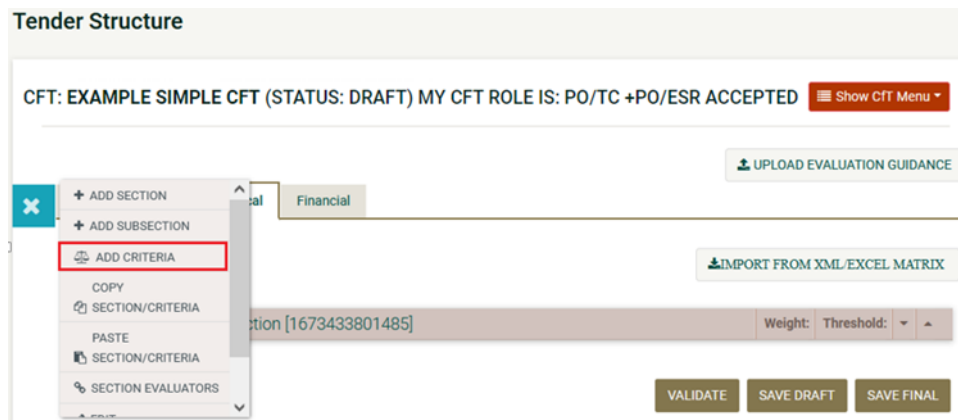 Tender Structure
CFT: EXAMPLE SIMPLE CFT (STATUS: DRAFT) MY CFT ROLE IS: PO/TC +PO/ESR ACCEPTED
Show CfT Menu
UPLOAD EVALUATION GUIDANCE
cal
Financial
ADD SECTION
ADD SUBSECTION
ADD CRITERIA
IMPORT FROM XML/EXCEL MATRIX
COPY
SECTION/CRITERIA
ction [1673433801485]
Weight:
Threshold:
PASTE
SECTION/CRITERIA
SECTION EVALUATORS
EDIT
VALIDATE
SAVE DRAFT
SAVE FINAL